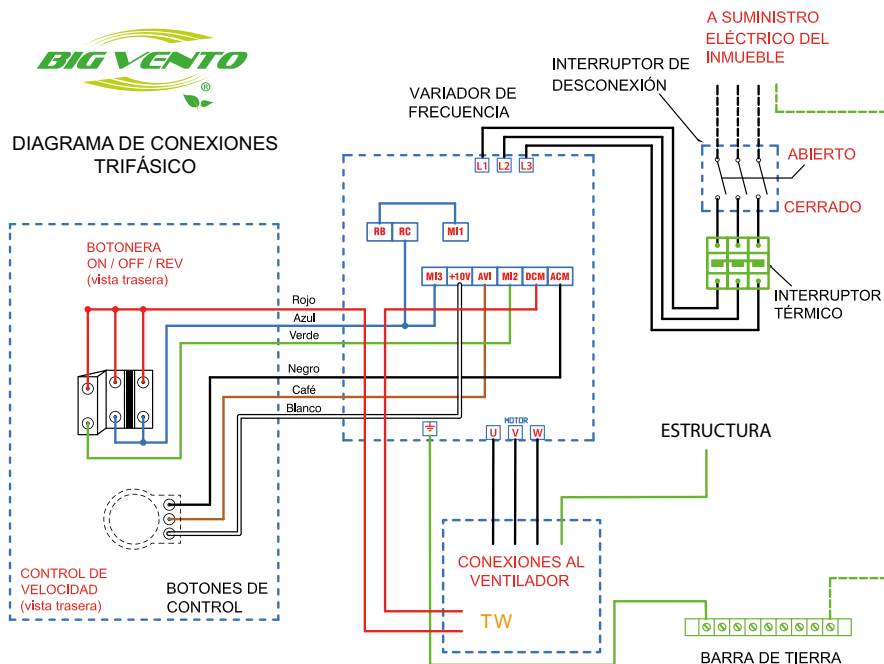 BIG VENTO
®
DIAGRAMA DE CONEXIONES
TRIFÁSICO
A SUMINISTRO
ELÉCTRICO DEL
INMUEBLE
INTERRUPTOR DE
DESCONEXIÓN
VARIADOR DE
FRECUENCIA
L1 L2 L3
ABIERTO
CERRADO
INTERRUPTOR
TÉRMICO
RB RC MI1
MI3 +10V AVI MI2 DCM ACM
BOTONERA
ON / OFF / REV
(vista trasera)
Rojo
Azul
Verde
Negro
Café
Blanco
MOTOR
U V W
ESTRUCTURA
CONEXIONES AL
VENTILADOR
TW
CONTROL DE
VELOCIDAD
(vista trasera)
BOTONES DE
CONTROL
BARRA DE TIERRA